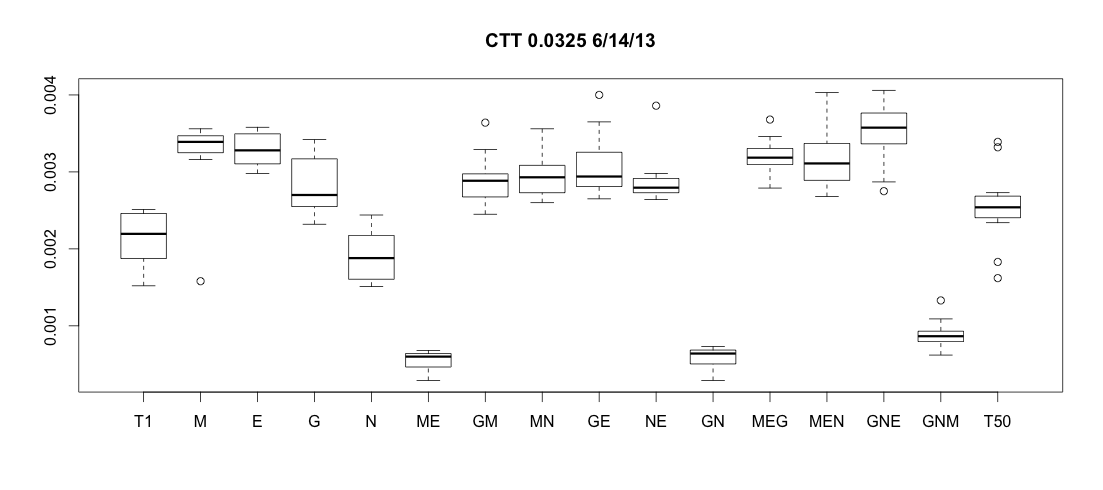 CTT 0.0325 6/14/13
0.004
0.003
0.002
0.001
T1 M E G N ME GM MN GE NE GN MEG MEN GNE GNM T50